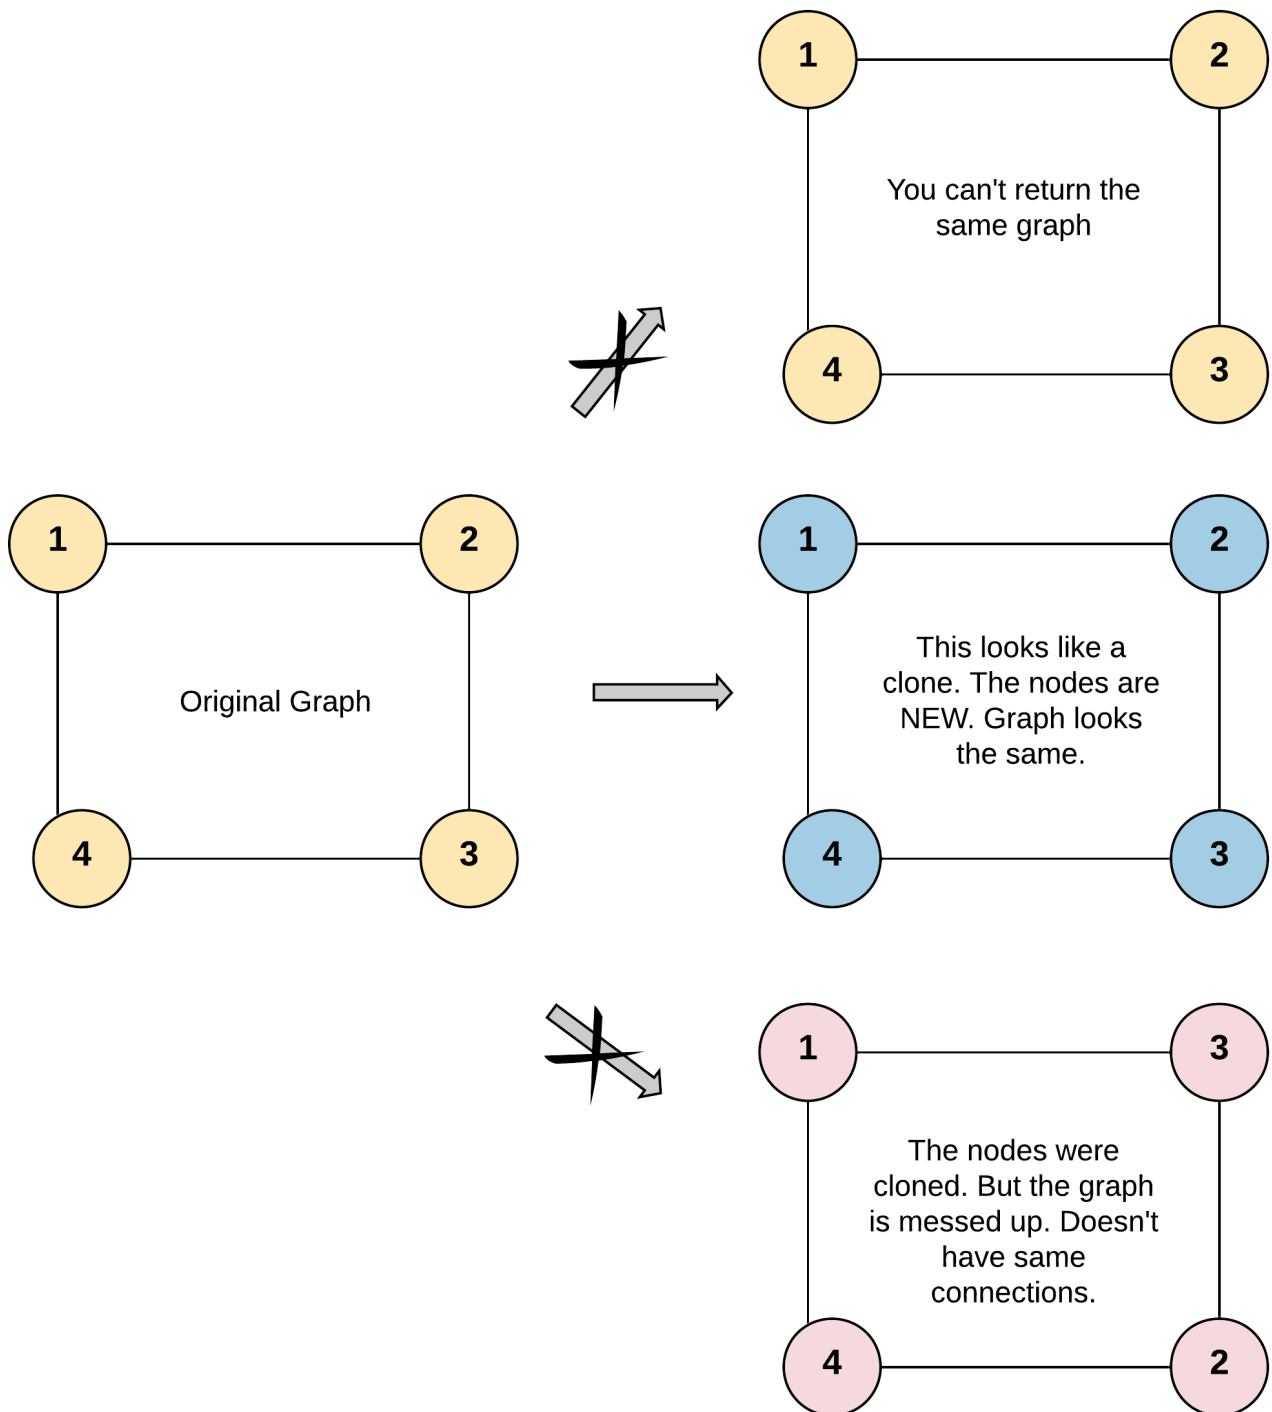 1
2
You can't return the
same graph
4
3
1
2
Original Graph
4
3
1
2
This looks like a
clone. The nodes are
NEW. Graph looks
the same.
4
3
1
3
The nodes were
cloned. But the graph
is messed up. Doesn't
have same
connections.
4
2